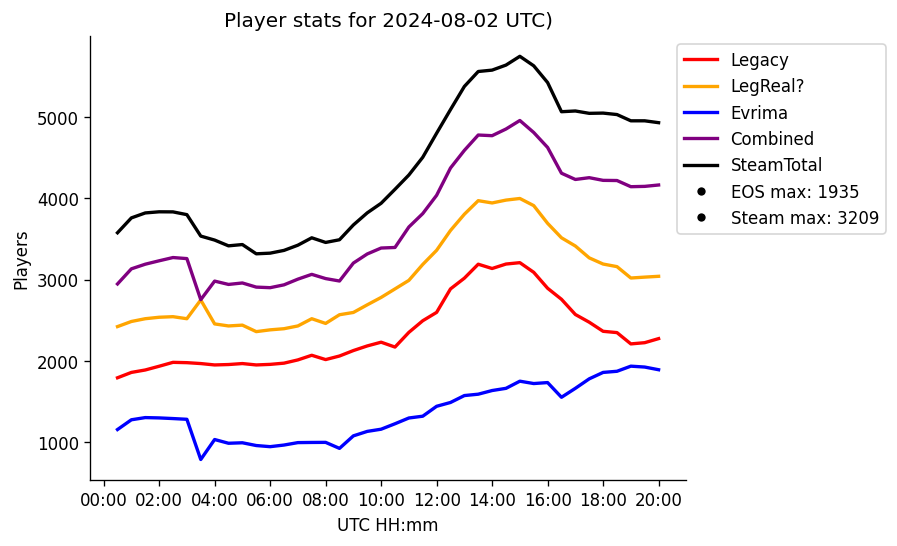 Player stats for 2024-08-02 UTC)
Legacy
LegReal?
Evrima
Combined
SteamTotal
EOS max: 1935
Steam max: 3209
Players
5000
4000
3000
2000
1000
00:00 02:00 04:00 06:00 08:00 10:00 12:00 14:00 16:00 18:00 20:00
UTC HH:mm